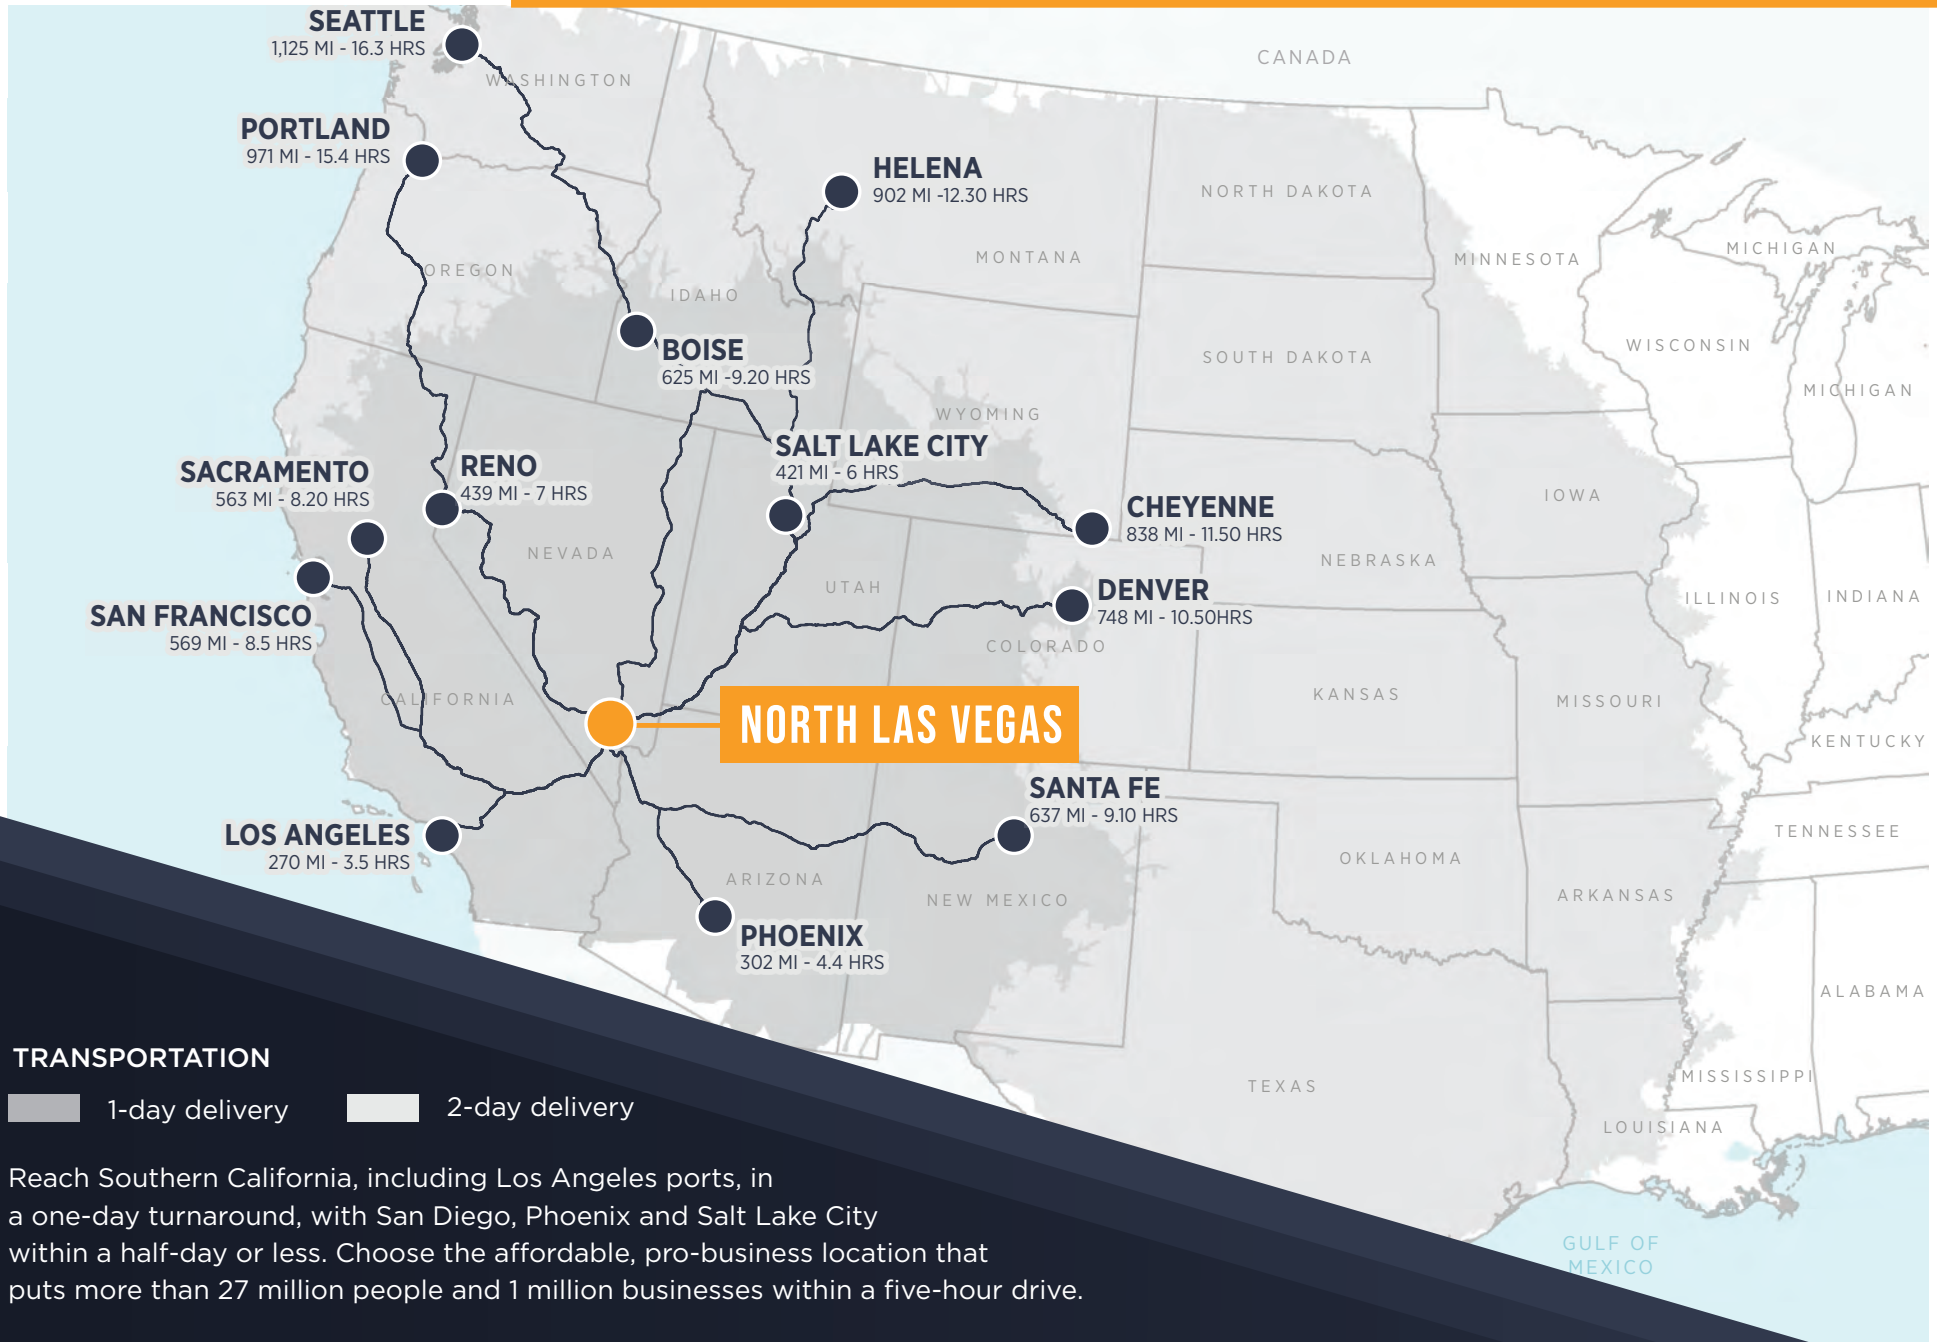 SEATTLE
1,125 MI - 16.3 HRS
CANADA
WASHINGTON
PORTLAND
971 MI - 15.4 HRS
HELENA
902 MI -12.30 HRS
NORTH DAKOTA
MONTANA
MINNESOTA
MICHIGAN
OREGON
IDAHO
BOISE
625 MI -9.20 HRS
SOUTH DAKOTA
WISCONSIN
MICHIGAN
WYOMING
SALT LAKE CITY
421 MI - 6 HRS
SACRAMENTO
563 MI - 8.20 HRS
RENO
439 MI - 7 HRS
IOWA
CHEYENNE
838 MI - 11.50 HRS
NEVADA
NEBRASKA
UTAH
DENVER
748 MI - 10.50HRS
ILLINOIS
INDIANA
SAN FRANCISCO
569 MI - 8.5 HRS
COLORADO
CALIFORNIA
KANSAS
MISSOURI
NORTH LAS VEGAS
KENTUCKY
SANTA FE
637 MI - 9.10 HRS
LOS ANGELES
270 MI - 3.5 HRS
TENNESSEE
OKLAHOMA
ARIZONA
NEW MEXICO
ARKANSAS
PHOENIX
302 MI - 4.4 HRS
ALABAMA
TEXAS
MISSISSIPPI
LOUISIANA
GULF OF
MEXICO
TRANSPORTATION
1-day delivery
2-day delivery
Reach Southern California, including Los Angeles ports, in
a one-day turnaround, with San Diego, Phoenix and Salt Lake City
within a half-day or less. Choose the affordable, pro-business location that
puts more than 27 million people and 1 million businesses within a five-hour drive.